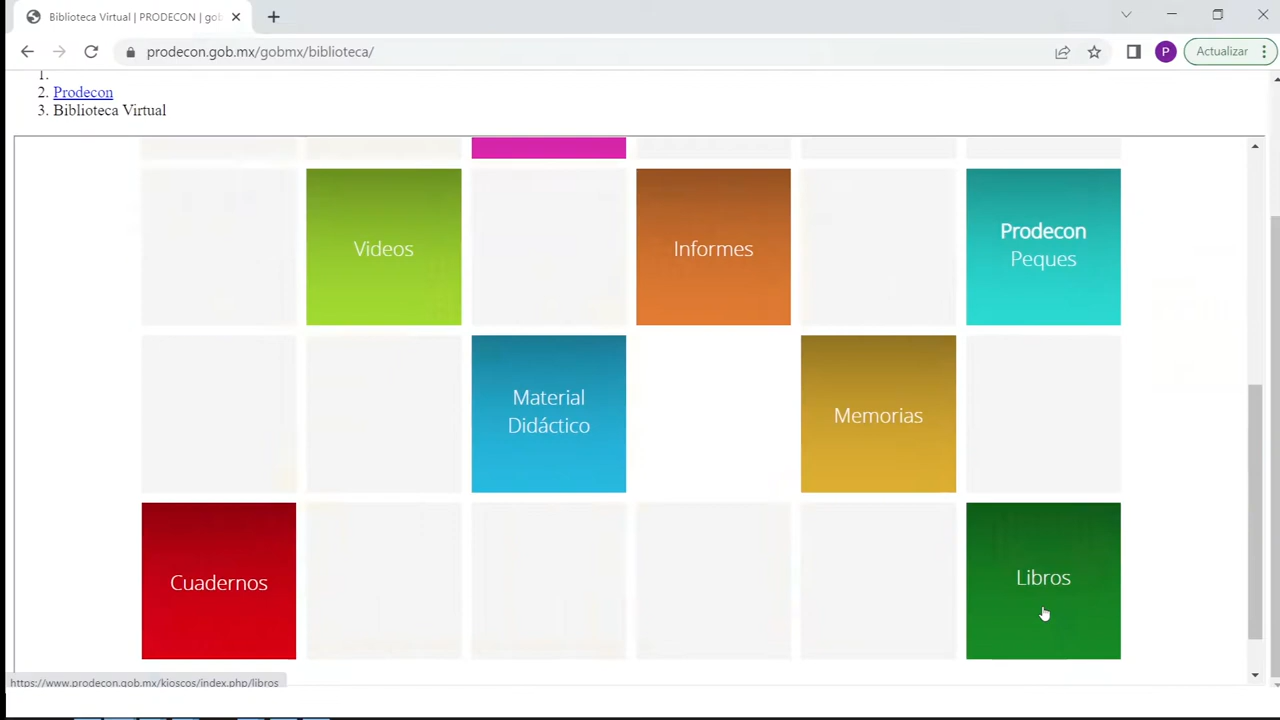 Biblioteca Virtual | PRODECON | gob
prodecon.gob.mx/gobmx/biblioteca/
P
Actualizar
1.
2. Prodecon
3. Biblioteca Virtual
Videos
Informes
Prodecon
Peques
Material
Didáctico
Memorias
Cuadernos
Libros
https://www.prodecon.gob.mx/kioscos/index.php/libros